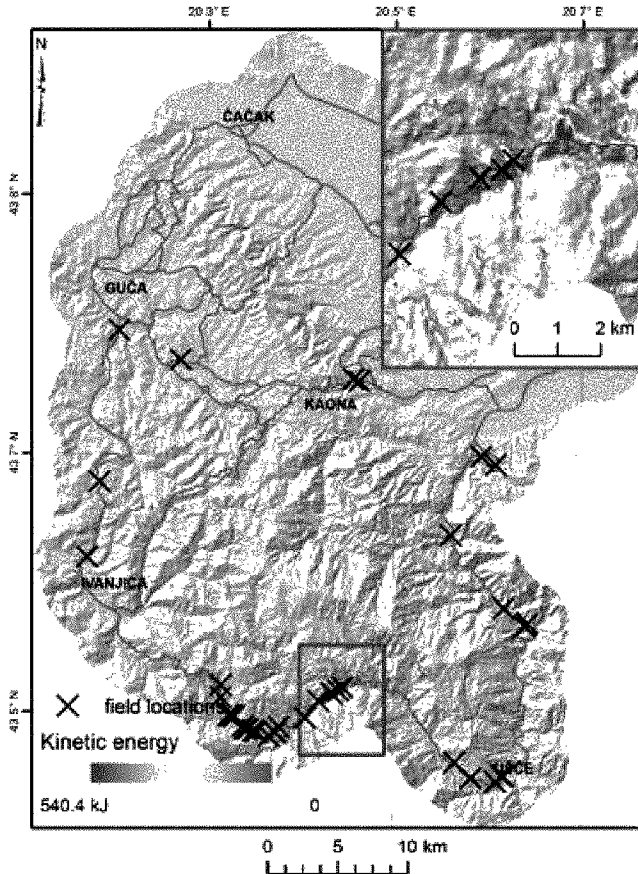 20.3° E 20.5° E 20.7° E
N
ČAČAK
43.8° N
GUČA
0 1 2 km
KAONA
43.7° N
IVANJICA
43.5° N
field locations
Kinetic energy
UŠĆE
540.4 kJ 0
0 5 10 km